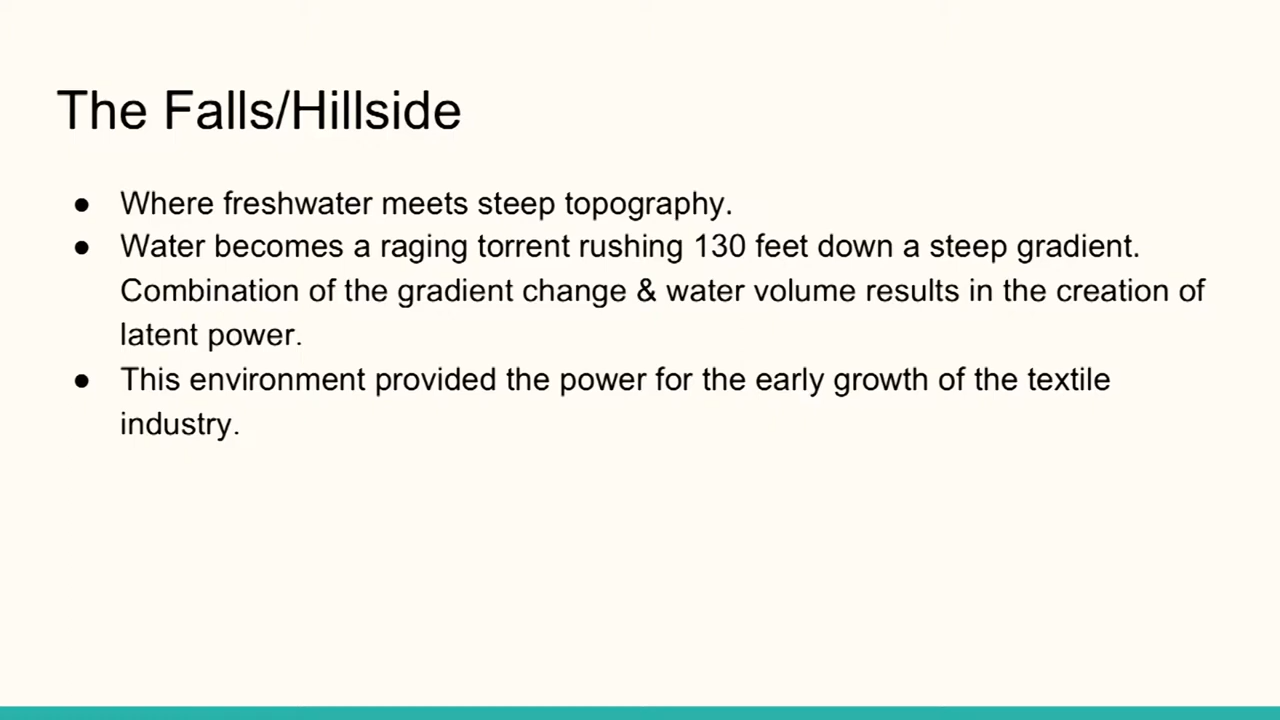 The Falls/Hillside
● Where freshwater meets steep topography.
● Water becomes a raging torrent rushing 130 feet down a steep gradient.
Combination of the gradient change & water volume results in the creation of
latent power.
● This environment provided the power for the early growth of the textile
industry.